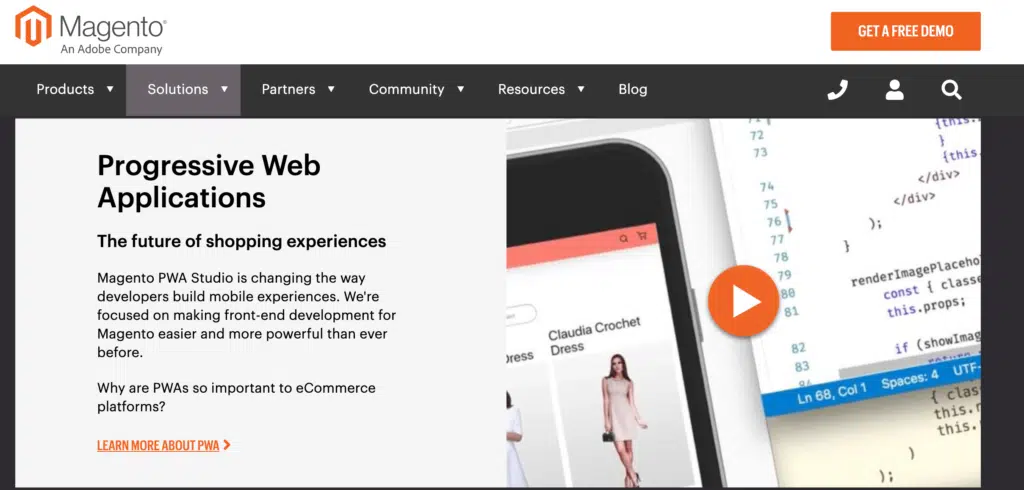 Magento®
An Adobe Company
GET A FREE DEMO
Products ▼ Solutions ▼ Partners ▼ Community ▼ Resources ▼ Blog
Progressive Web
Applications
The future of shopping experiences
Magento PWA Studio is changing the way
developers build mobile experiences. We're
focused on making front-end development for
Magento easier and more powerful than ever
before.
Why are PWAs so important to eCommerce
platforms?
LEARN MORE ABOUT PWA
Dress
Claudia Crochet
Dress
72
73
74
75
76
77
78
79
80
81
82
83
84
{this.
}
{this.
</div>
</div>
);
}
const {
this.props;
if
Ln 68, Col 1 Spaces: 4 UTF-
{
this.
this.
)
);